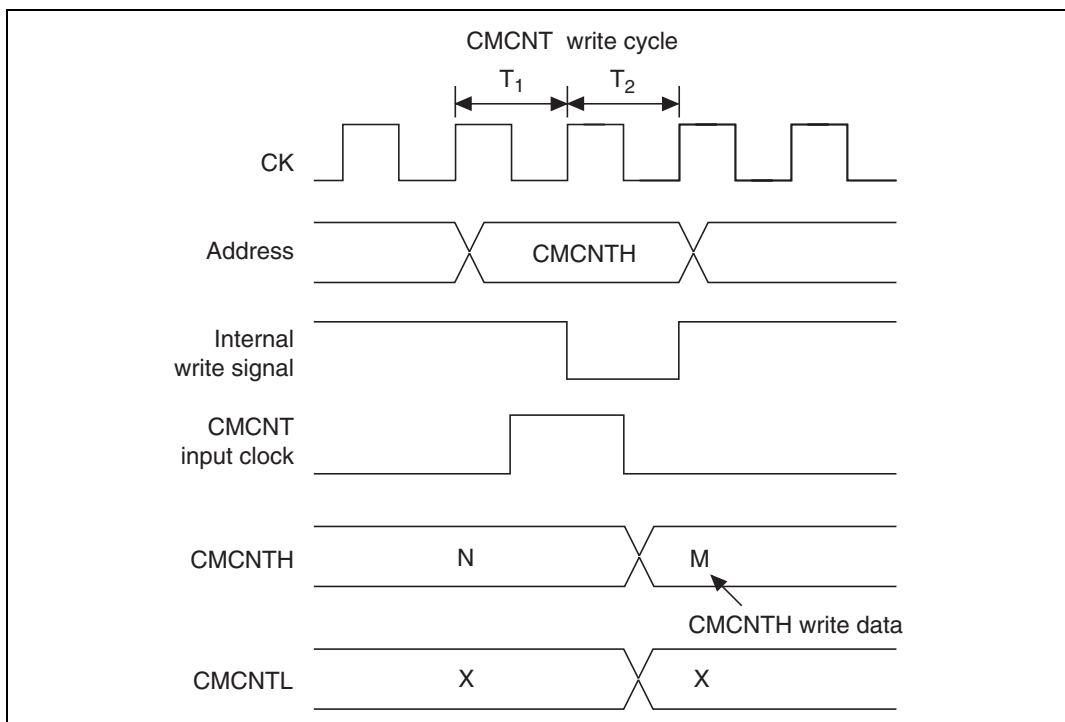 CMCNT write cycle
T1 T2
CK
Address CMCNTH
Internal
write signal
CMCNT
input clock
CMCNTH N M
CMCNTH write data
CMCNTL X X